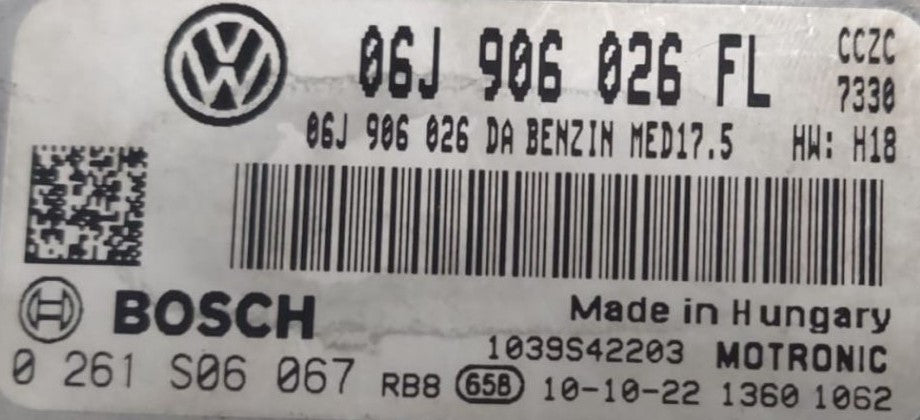 06J 906 026 FL CCZC
7330
06J 906 026 DA BENZIN MED17.5 HW: H18
BOSCH Made in Hungary
1039S42203 MOTRONIC
0 261 S06 067 RB8 65B 10-10-22 1360 1062